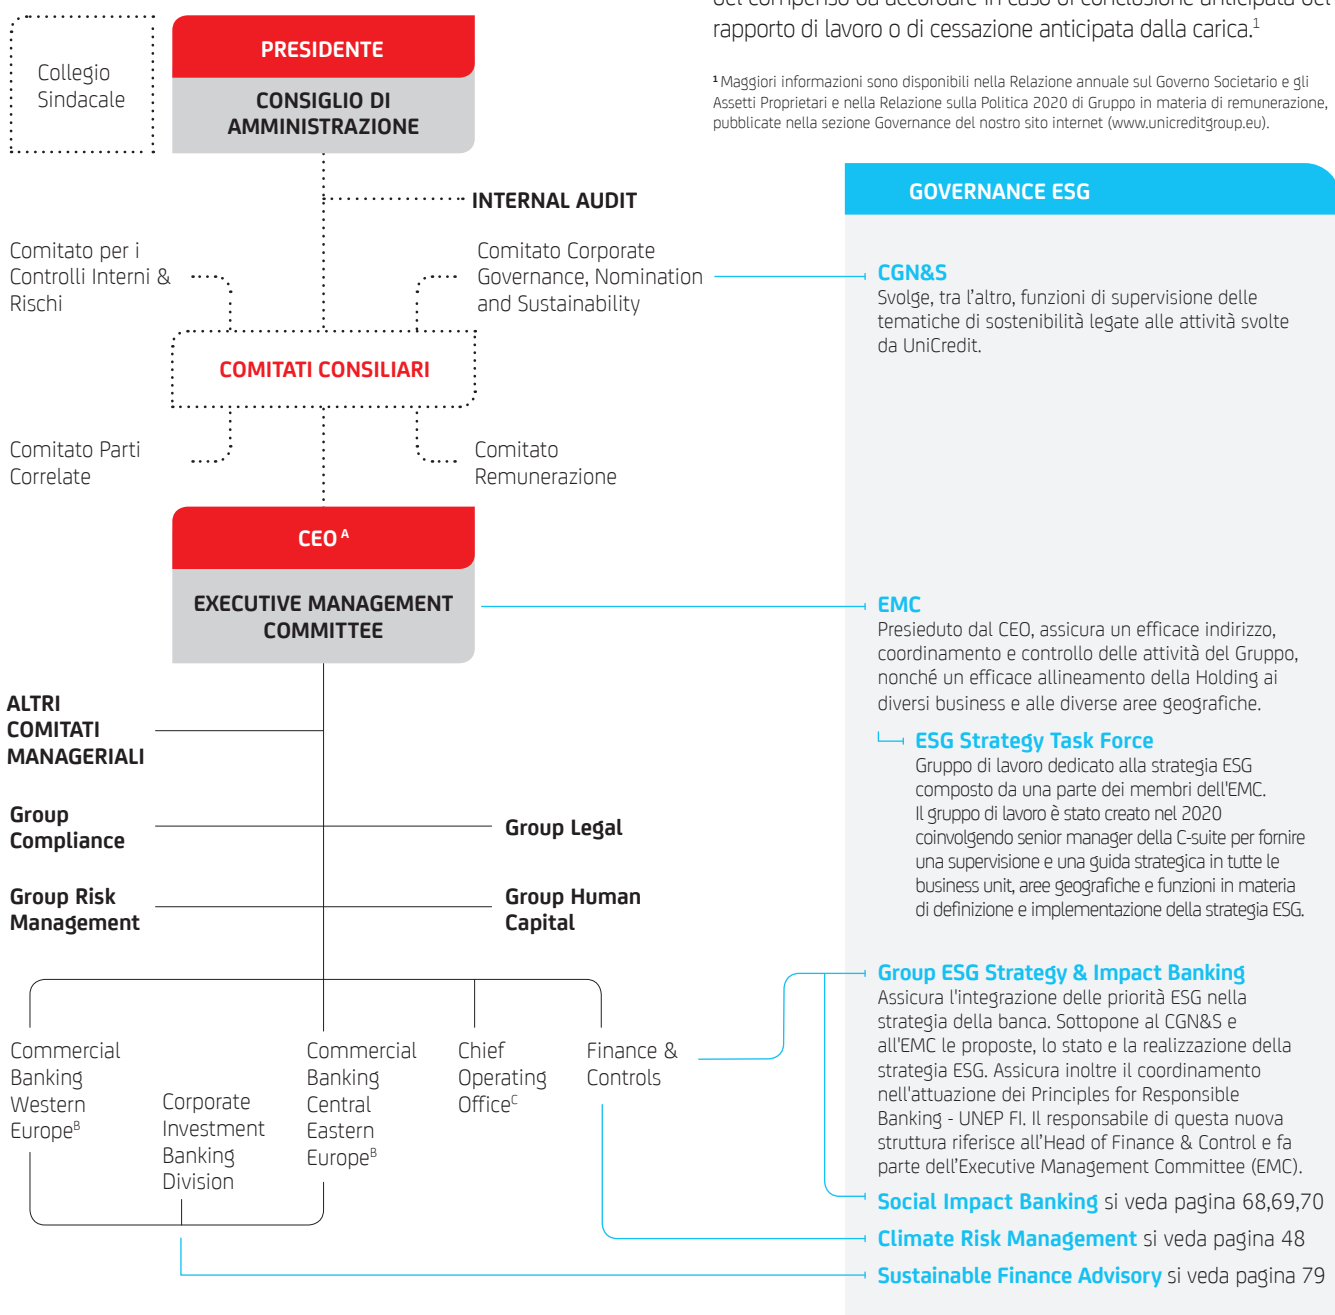 rapporto di lavoro o di cessazione anticipata dalla carica.¹
¹ Maggiori informazioni sono disponibili nella Relazione annuale sul Governo Societario e gli
Assetti Proprietari e nella Relazione sulla Politica 2020 di Gruppo in materia di remunerazione,
pubblicate nella sezione Governance del nostro sito internet (www.unicreditgroup.eu).
Collegio
Sindacale
PRESIDENTE
CONSIGLIO DI
AMMINISTRAZIONE
INTERNAL AUDIT
Comitato per i
Controlli Interni &
Rischi
Comitato Corporate
Governance, Nomination
and Sustainability
COMITATI CONSILIARI
Comitato Parti
Correlate
Comitato
Remunerazione
CEO ᴬ
EXECUTIVE MANAGEMENT
COMMITTEE
ALTRI
COMITATI
MANAGERIALI
Group
Compliance
Group Legal
Group Risk
Management
Group Human
Capital
Commercial
Banking
Western
Europeᴮ
Corporate
Investment
Banking
Division
Commercial
Banking
Central
Eastern
Europeᴮ
Chief
Operating
Officeᶜ
Finance &
Controls
GOVERNANCE ESG
CGN&S
Svolge, tra l’altro, funzioni di supervisione delle
tematiche di sostenibilità legate alle attività svolte
da UniCredit.
EMC
Presieduto dal CEO, assicura un efficace indirizzo,
coordinamento e controllo delle attività del Gruppo,
nonché un efficace allineamento della Holding ai
diversi business e alle diverse aree geografiche.
ESG Strategy Task Force
Gruppo di lavoro dedicato alla strategia ESG
composto da una parte dei membri dell'EMC.
Il gruppo di lavoro è stato creato nel 2020
coinvolgendo senior manager della C-suite per fornire
una supervisione e una guida strategica in tutte le
business unit, aree geografiche e funzioni in materia
di definizione e implementazione della strategia ESG.
Group ESG Strategy & Impact Banking
Assicura l'integrazione delle priorità ESG nella
strategia della banca. Sottopone al CGN&S e
all'EMC le proposte, lo stato e la realizzazione della
strategia ESG. Assicura inoltre il coordinamento
nell'attuazione dei Principles for Responsible
Banking - UNEP FI. Il responsabile di questa nuova
struttura riferisce all’Head of Finance & Control e fa
parte dell’Executive Management Committee (EMC).
Social Impact Banking si veda pagina 68,69,70
Climate Risk Management si veda pagina 48
Sustainable Finance Advisory si veda pagina 79